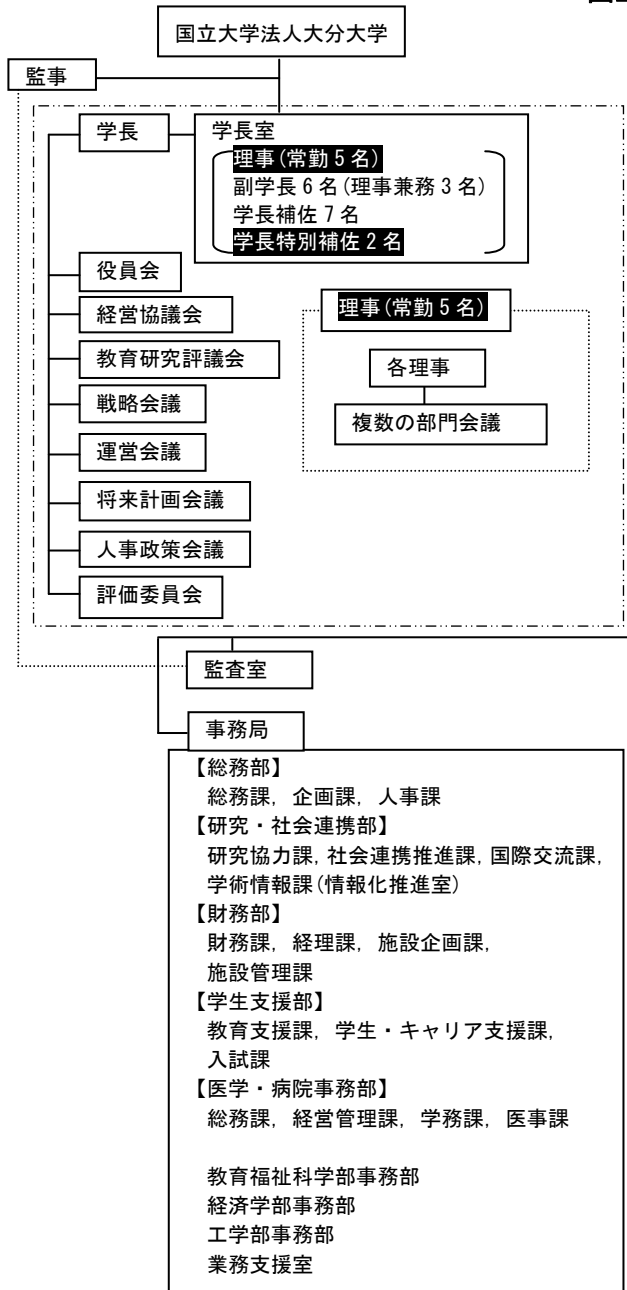 国立大学法人大分大学
監事
学長
学長室
理事(常勤5名)
副学長6名(理事兼務3名)
学長補佐7名
学長特別補佐2名
役員会
経営協議会
教育研究評議会
戦略会議
運営会議
将来計画会議
人事政策会議
評価委員会
理事(常勤5名)
各理事
複数の部門会議
監査室
事務局
【総務部】
総務課, 企画課, 人事課
【研究・社会連携部】
研究協力課, 社会連携推進課, 国際交流課,
学術情報課(情報化推進室)
【財務部】
財務課, 経理課, 施設企画課,
施設管理課
【学生支援部】
教育支援課, 学生・キャリア支援課,
入試課
【医学・病院事務部】
総務課, 経営管理課, 学務課, 医事課
教育福祉科学部事務部
経済学部事務部
工学部事務部
業務支援室